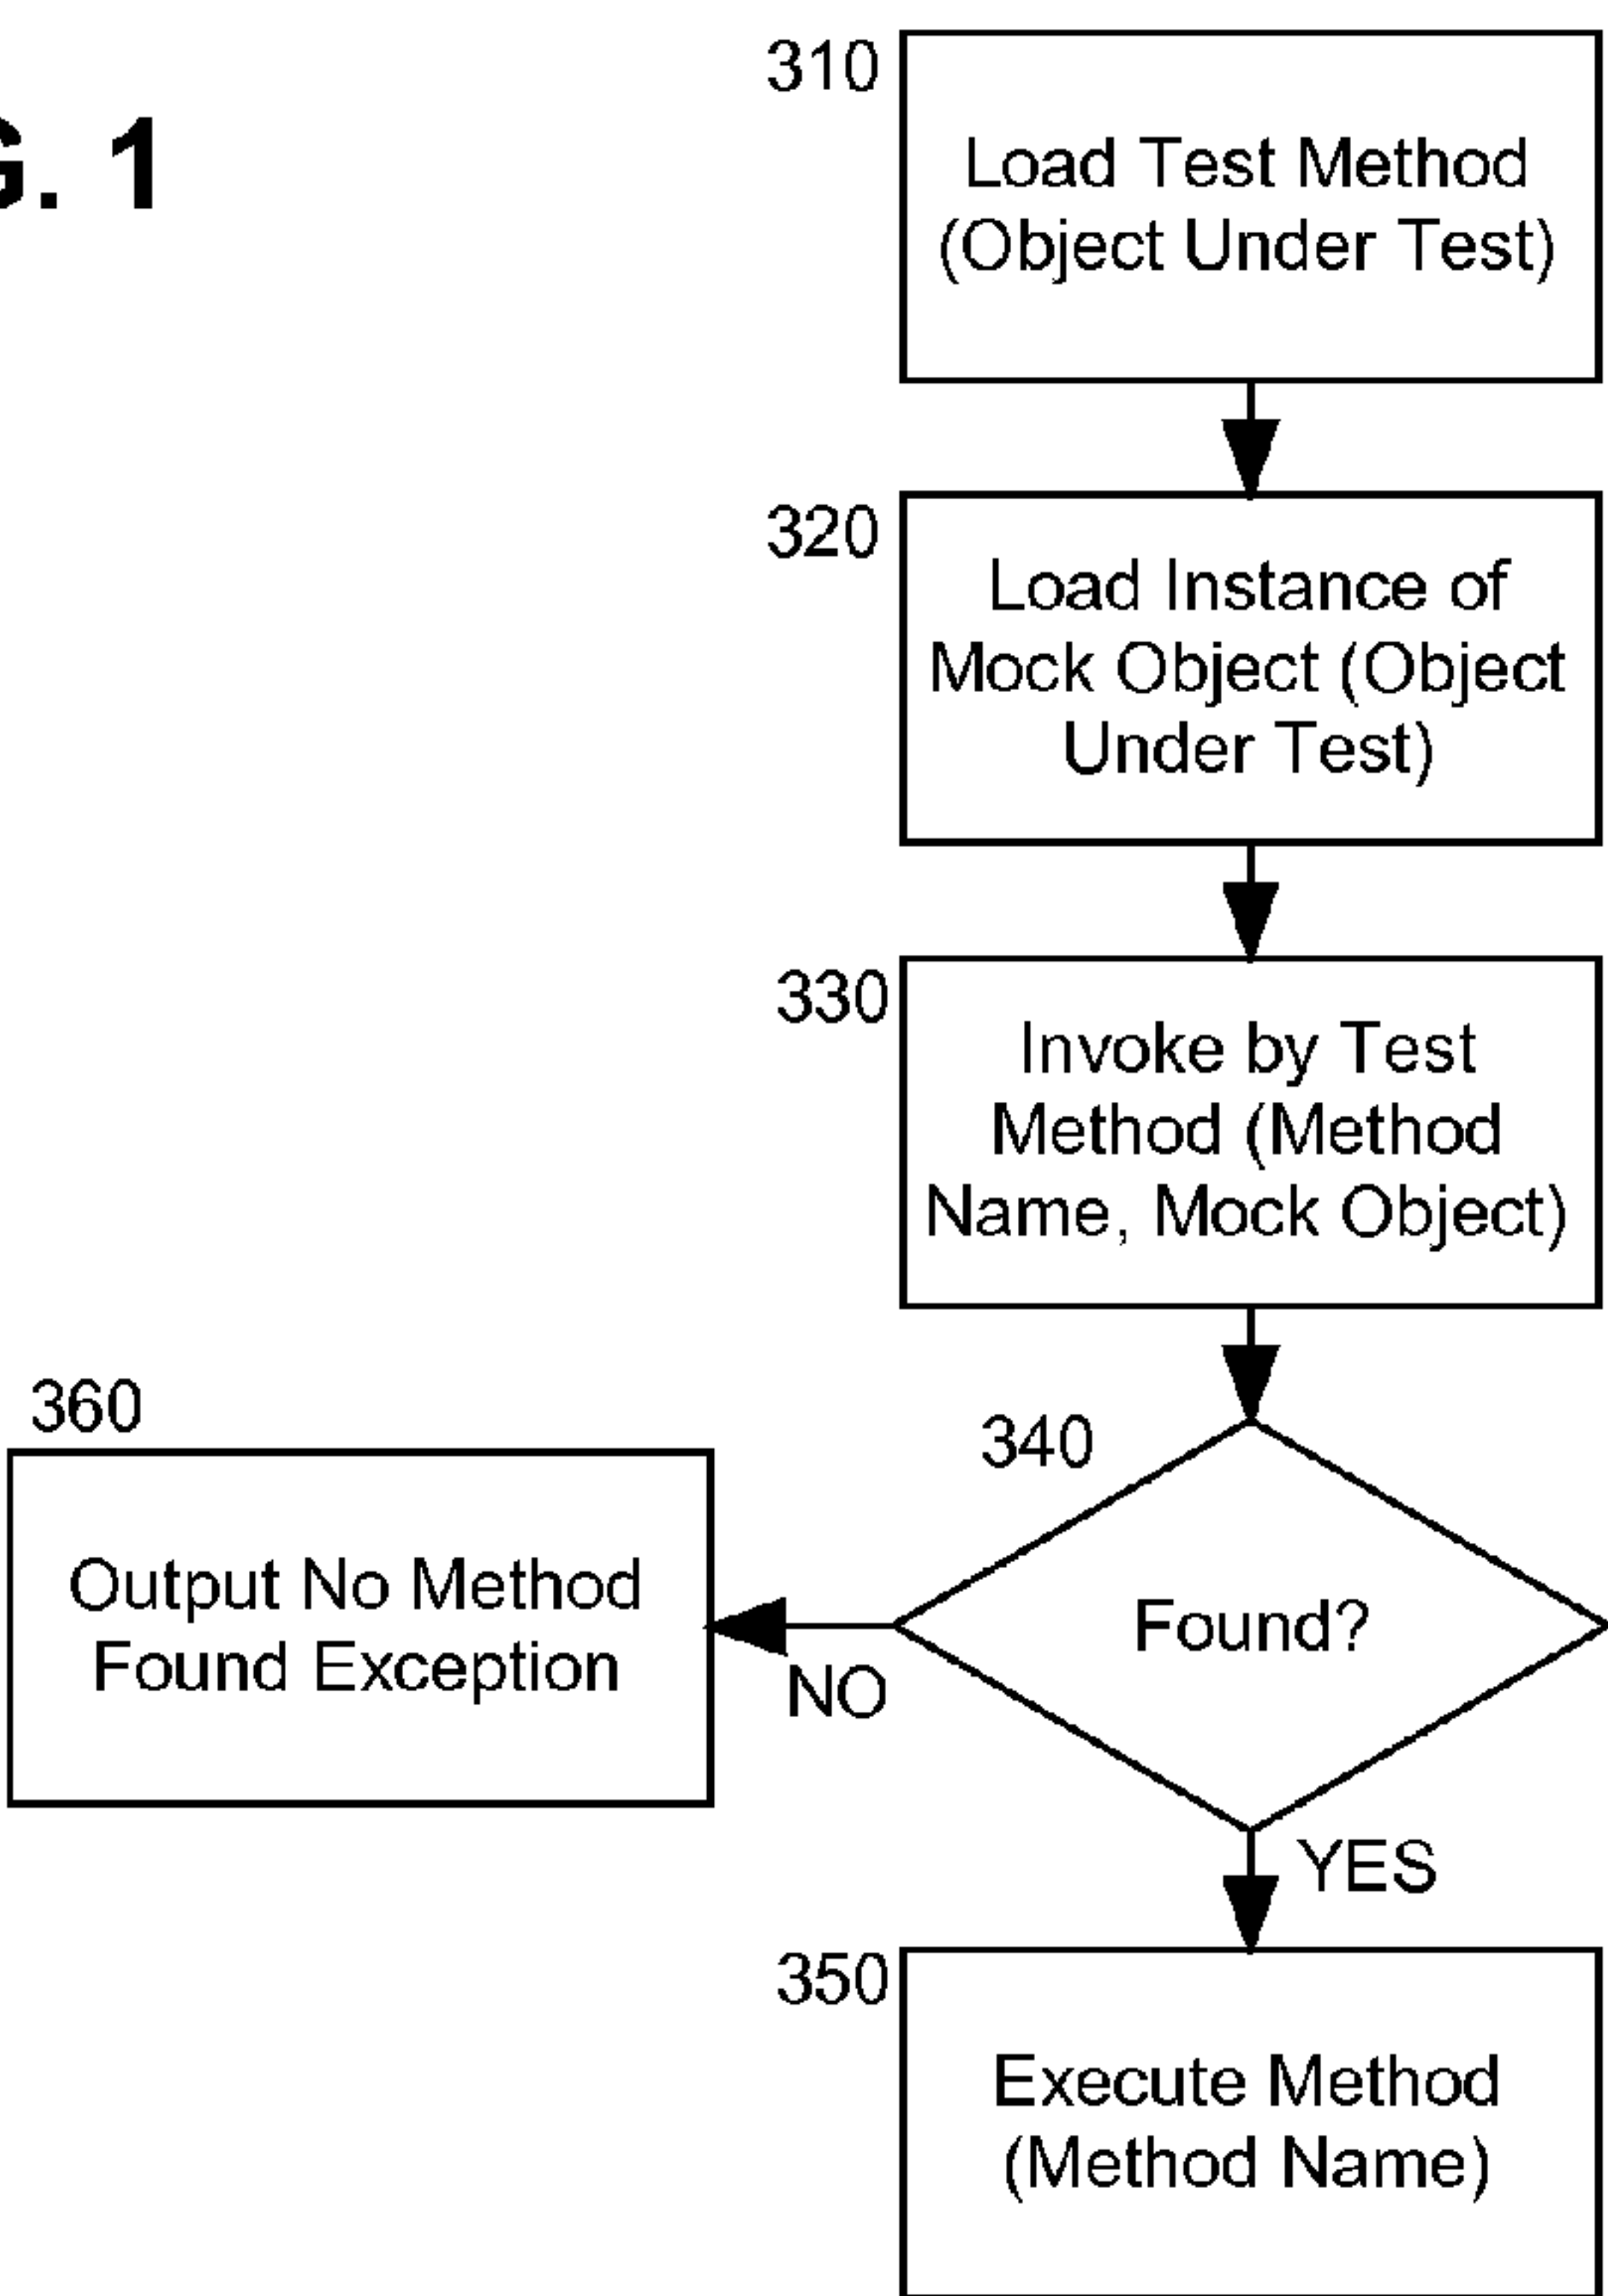 G. 1
310
Load Test Method
(Object Under Test)
320
Load Instance of
Mock Object (Object
Under Test)
330
Invoke by Test
Method (Method
Name, Mock Object)
360
340
Output No Method
Found Exception
Found?
NO
YES
350
Execute Method
(Method Name)